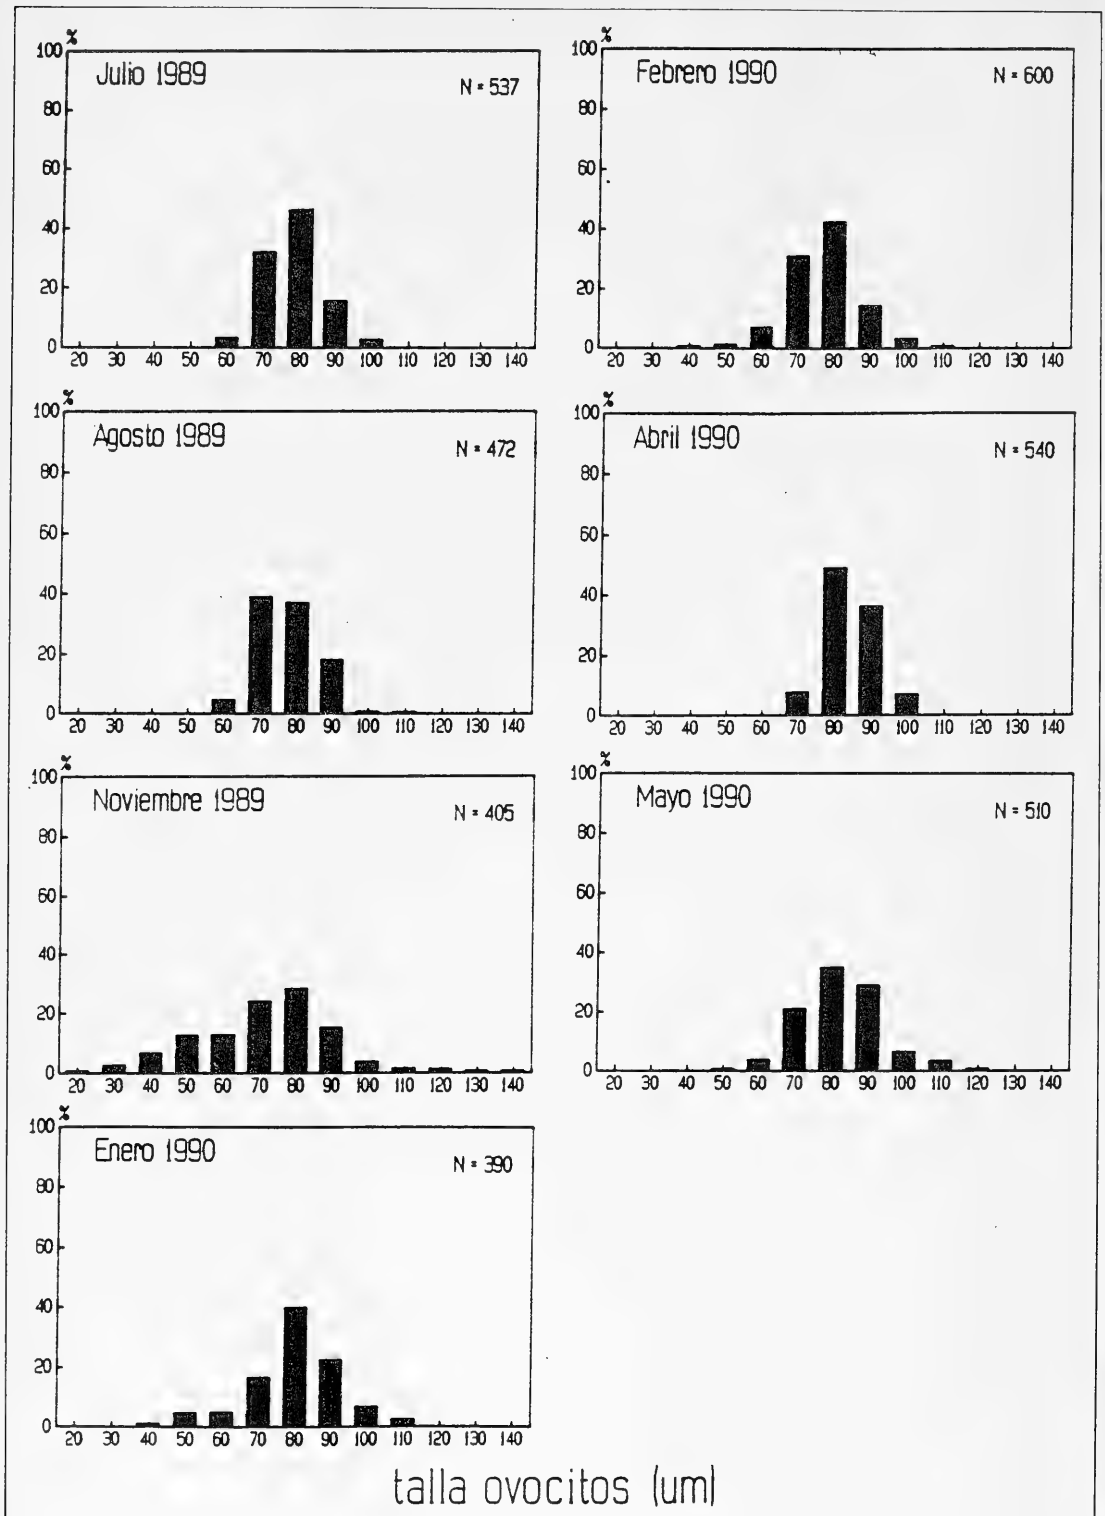 %
100
Julio 1989
N = 537
80
60
40
20
0
20 30 40 50 60 70 80 90 100 110 120 130 140
%
100
Agosto 1989
N = 472
80
60
40
20
0
20 30 40 50 60 70 80 90 100 110 120 130 140
%
100
Noviembre 1989
N = 405
80
60
40
20
0
20 30 40 50 60 70 80 90 100 110 120 130 140
%
100
Enero 1990
N = 390
80
60
40
20
0
20 30 40 50 60 70 80 90 100 110 120 130 140
%
100
Febrero 1990
N = 600
80
60
40
20
0
20 30 40 50 60 70 80 90 100 110 120 130 140
%
100
Abril 1990
N = 540
80
60
40
20
0
20 30 40 50 60 70 80 90 100 110 120 130 140
%
100
Mayo 1990
N = 510
80
60
40
20
0
20 30 40 50 60 70 80 90 100 110 120 130 140
talla ovocitos (um)